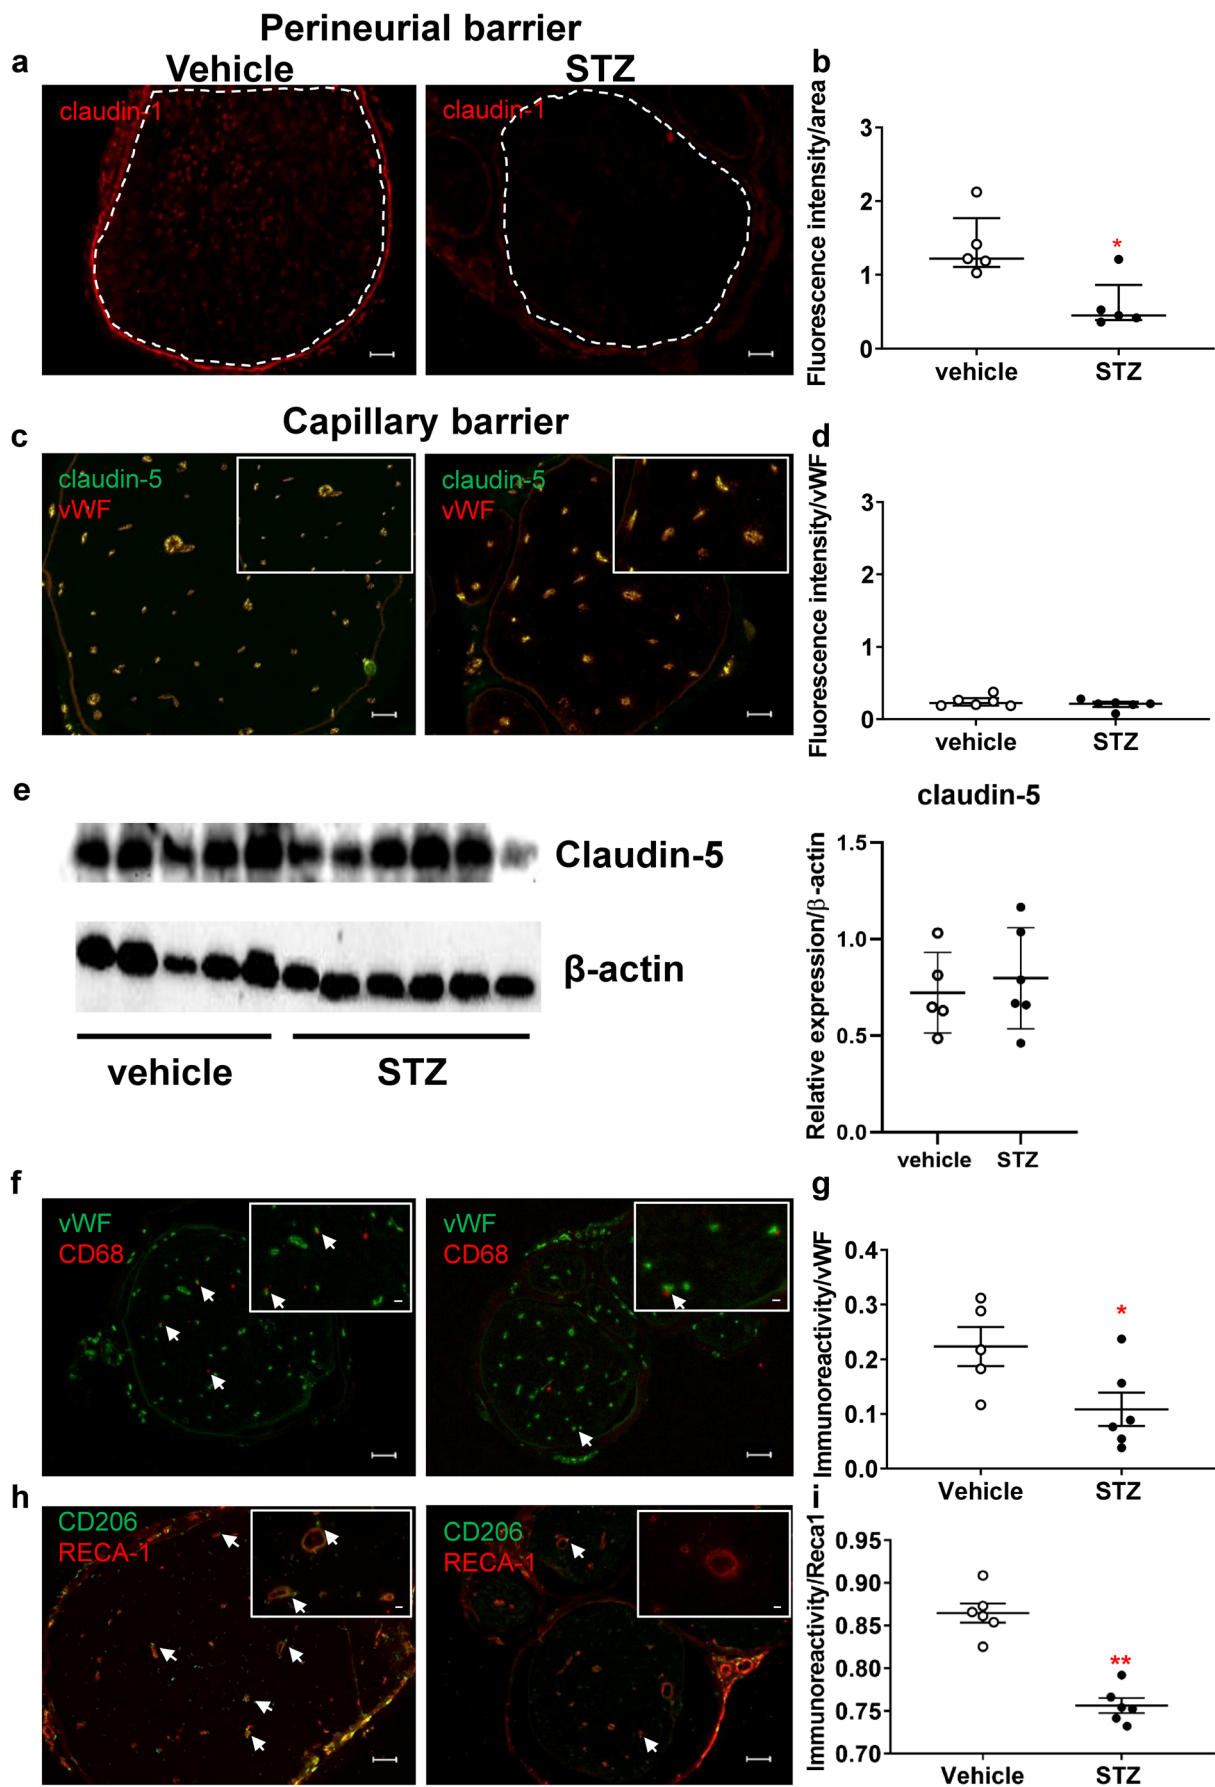 Perineurial barrier
a
Vehicle
STZ
b
claudin-1
claudin-1
Fluorescence intensity/area
3
2
1
0
vehicle
STZ
Capillary barrier
c
d
claudin-5
vWF
claudin-5
vWF
Fluorescence intensity/vWF
3
2
1
0
vehicle
STZ
e
Claudin-5
β-actin
vehicle
STZ
claudin-5
Relative expression/β-actin
1.5
1.0
0.5
0.0
vehicle
STZ
f
g
vWF
CD68
vWF
CD68
Immunoreactivity/vWF
0.4
0.3
0.2
0.1
0.0
*
Vehicle
STZ
h
i
CD206
RECA-1
CD206
RECA-1
Immunoreactivity/Reca1
0.95
0.90
0.85
0.80
0.75
0.70
**
Vehicle
STZ